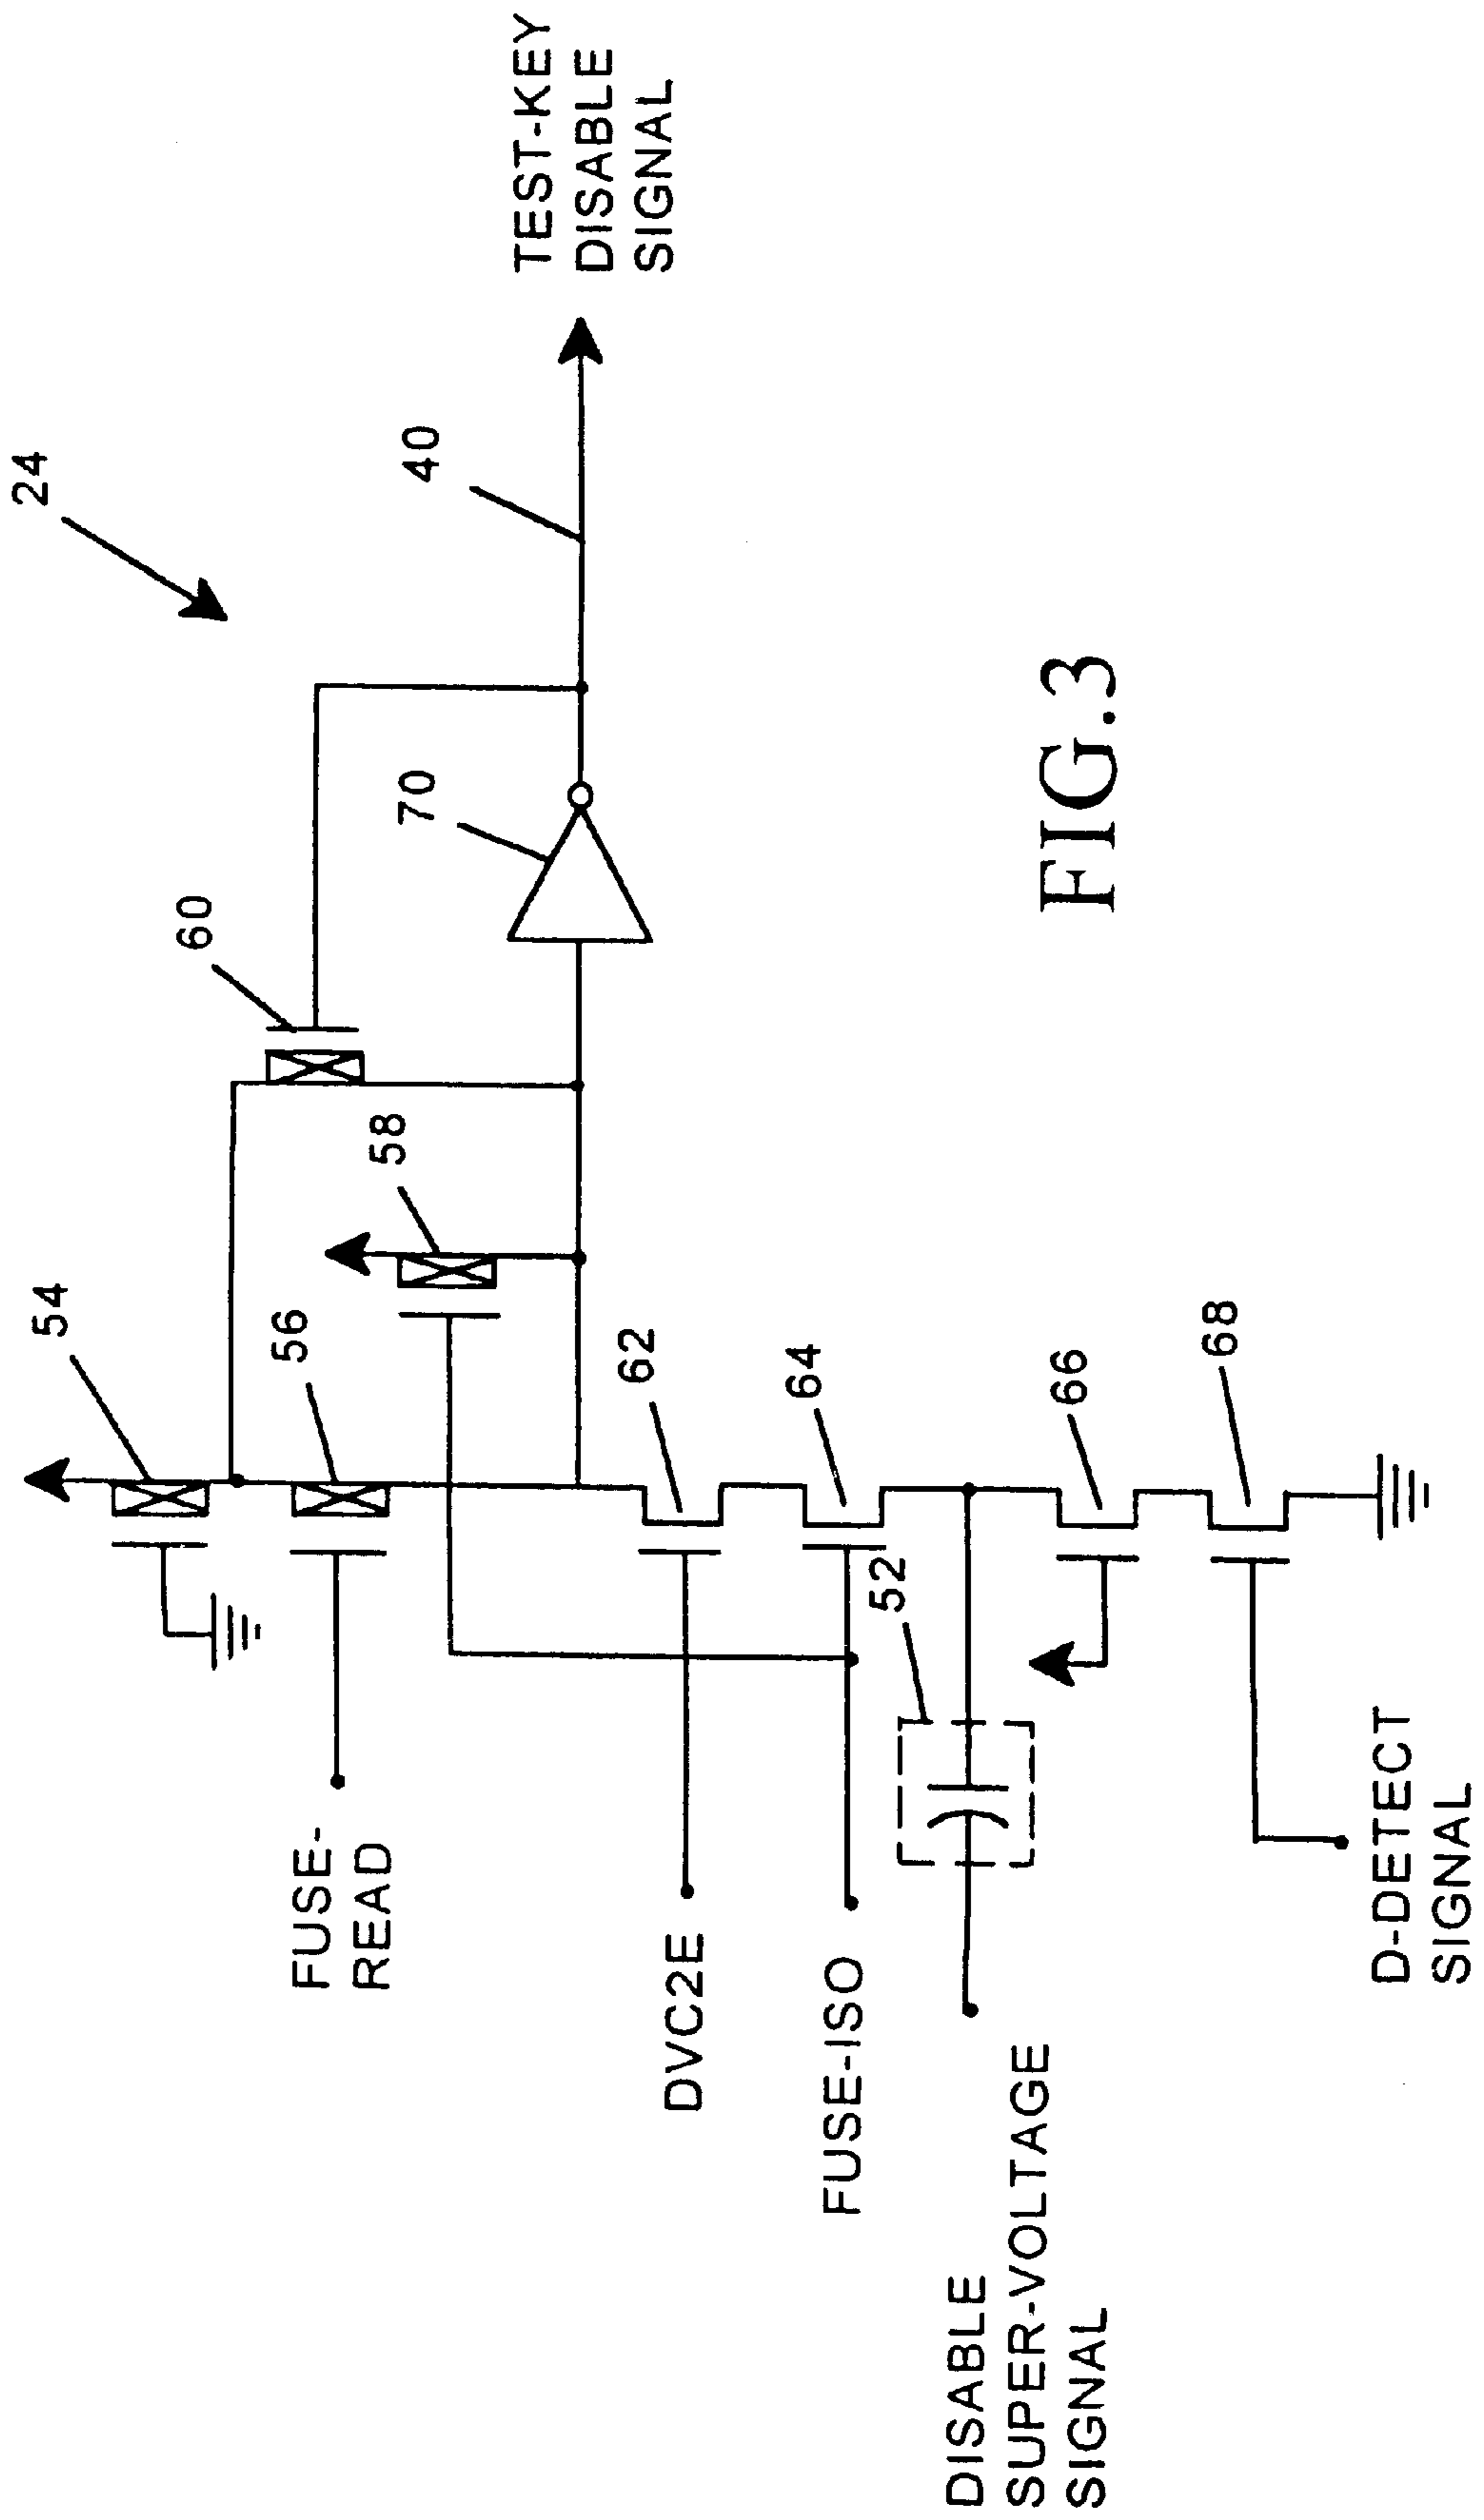 24
54
60
40
TEST-KEY
DISABLE
SIGNAL
70
58
56
FUSE-
READ
62
DVC2E
64
FUSE-ISO
52
66
DISABLE
SUPER-VOLTAGE
SIGNAL
68
D-DETECT
SIGNAL
FIG.3